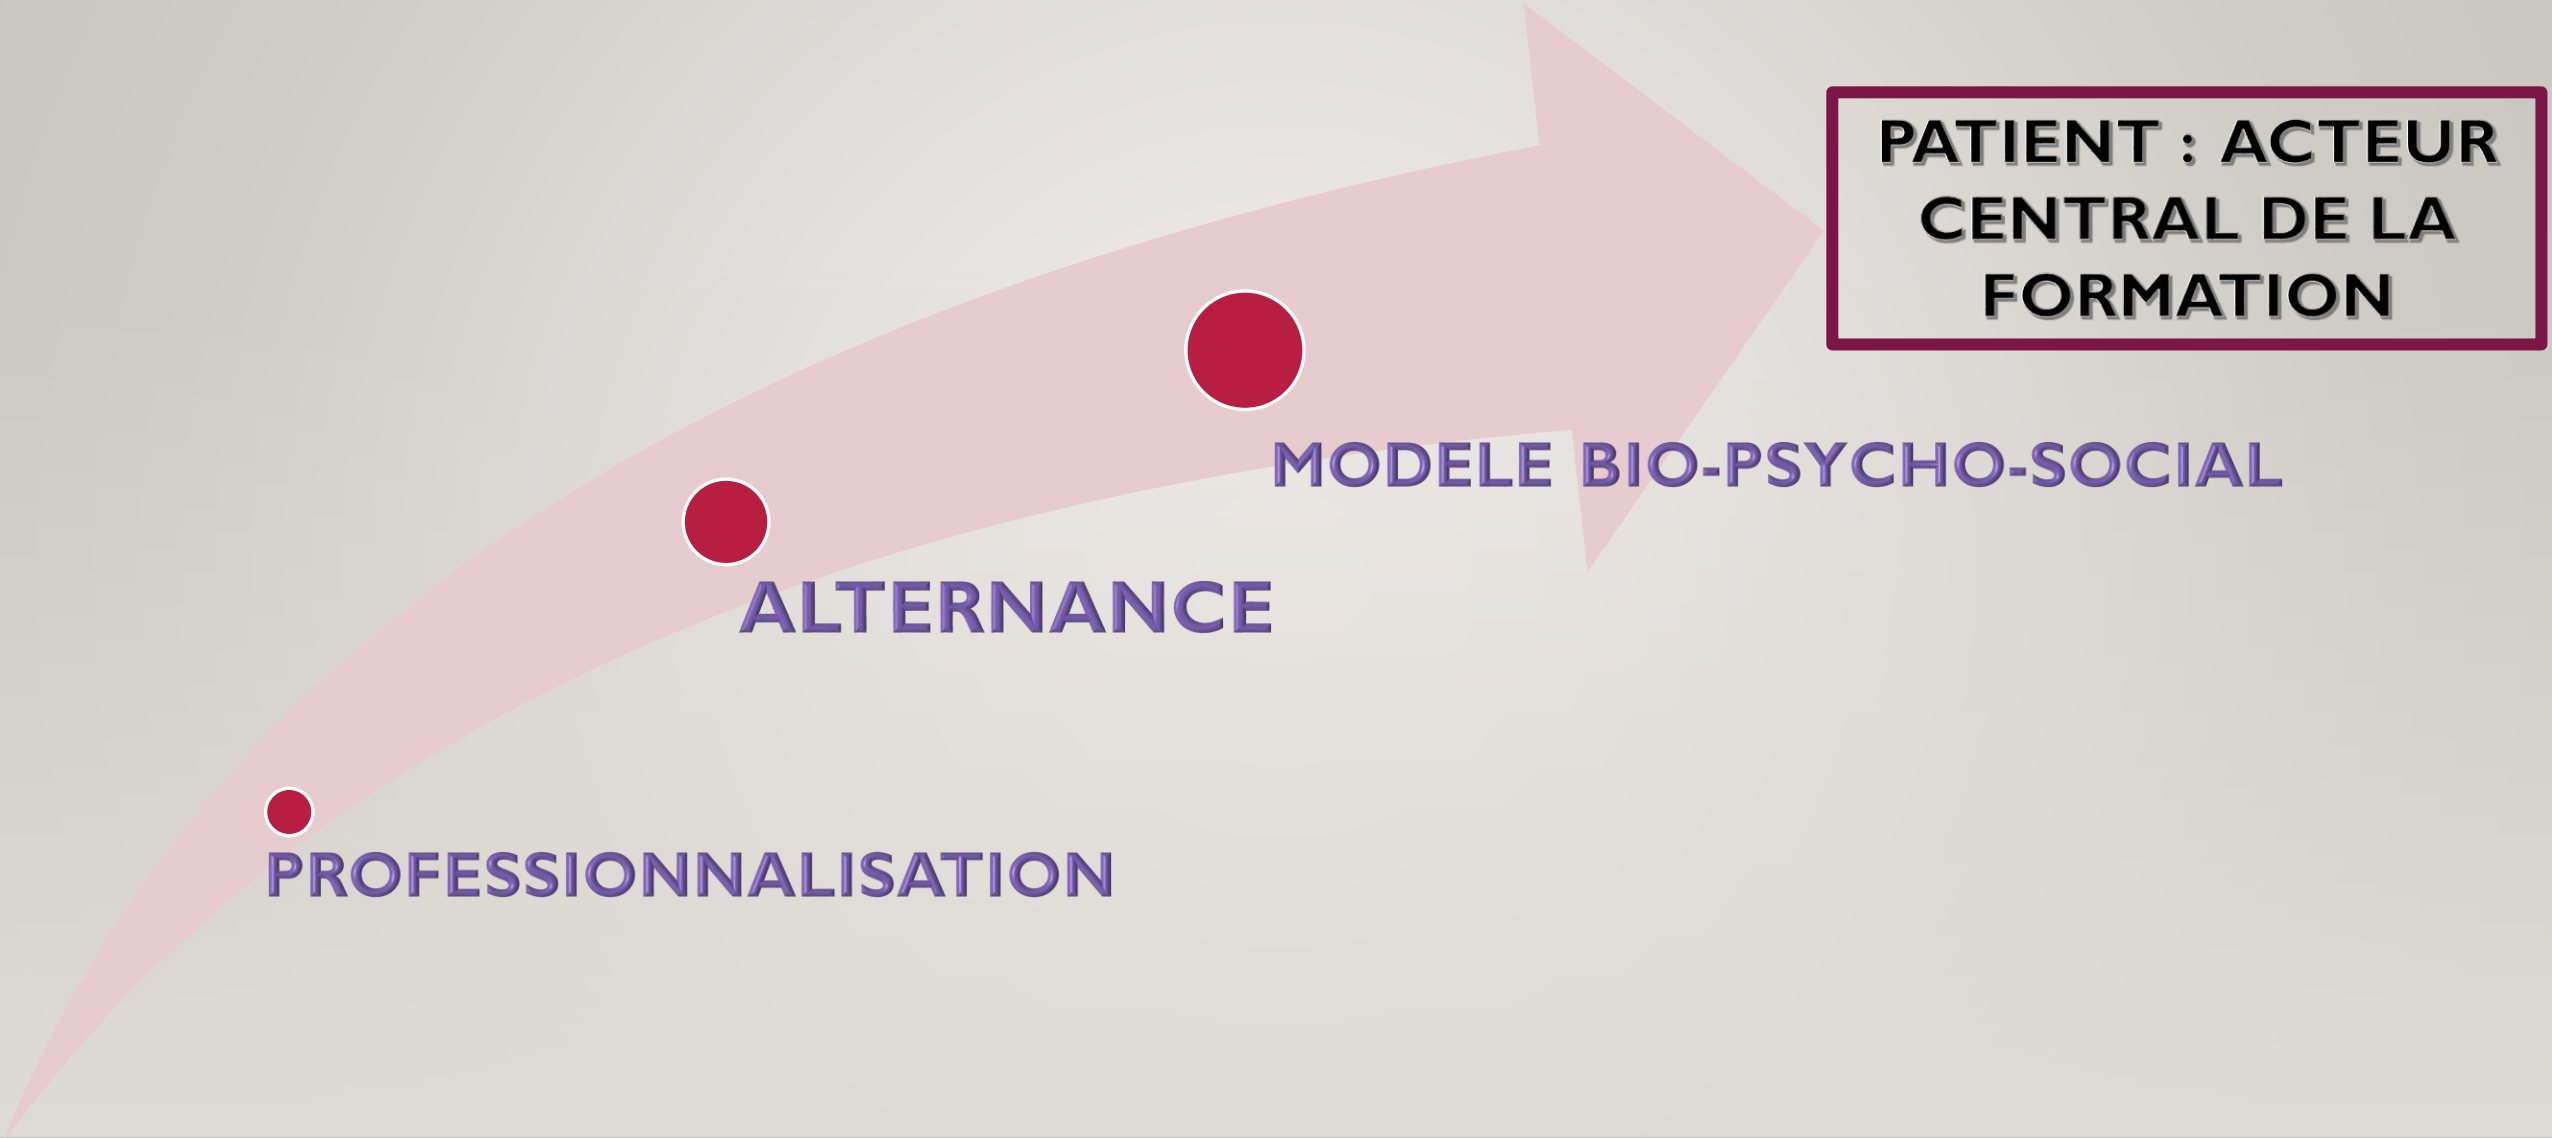 PATIENT : ACTEUR
CENTRAL DE LA
FORMATION
MODELE BIO-PSYCHO-SOCIAL
ALTERNANCE
PROFESSIONNALISATION